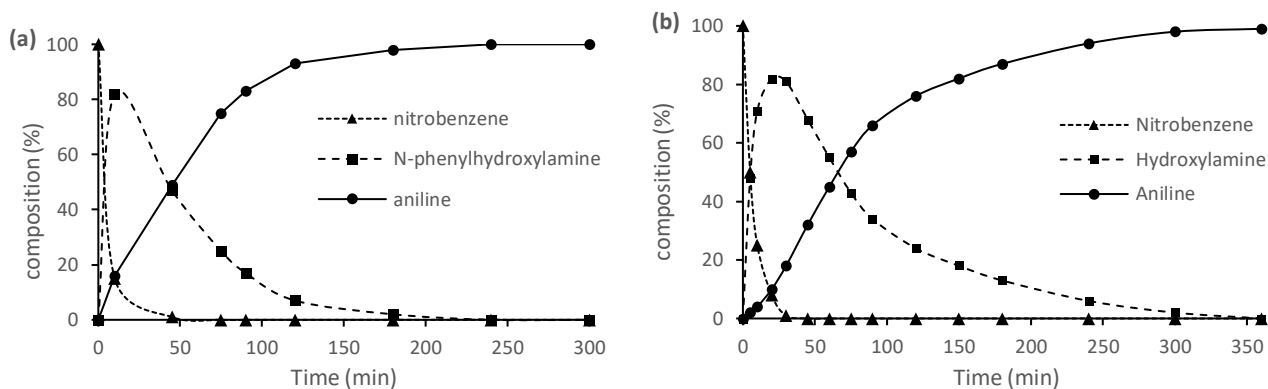 (a)
100
80
60
40
20
0
composition (%)
nitrobenzene
N-phenylhydroxylamine
aniline
0 50 100 150 200 250 300
Time (min)
(b)
100
80
60
40
20
0
composition (%)
Nitrobenzene
Hydroxylamine
Aniline
0 50 100 150 200 250 300 350
Time (min)